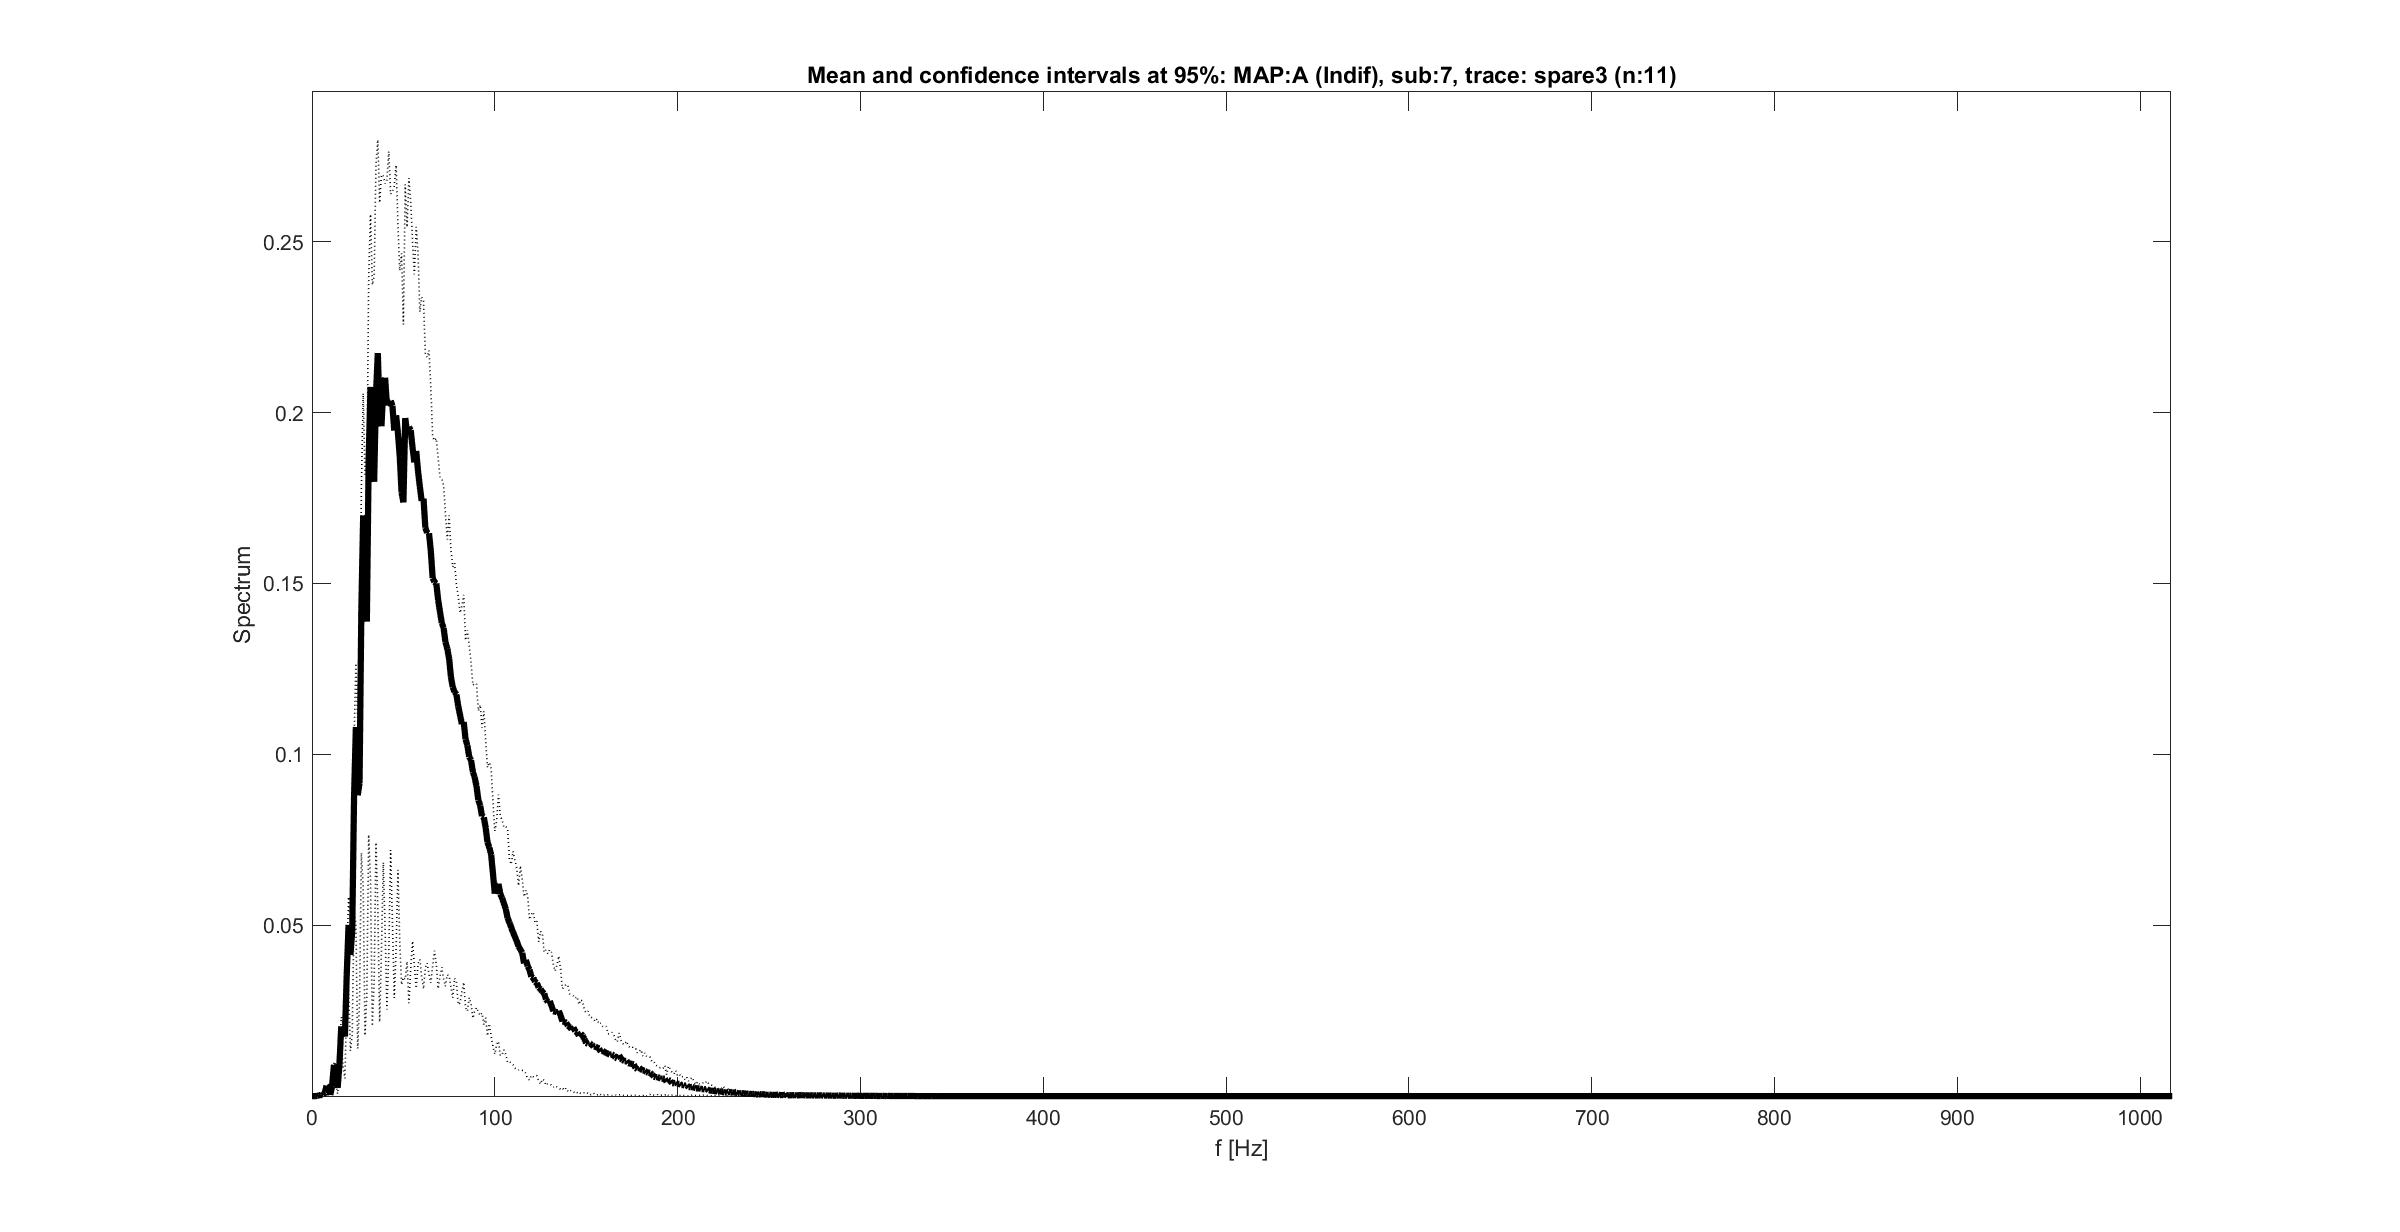 Mean and confidence intervals at 95%: MAP:A (Indif), sub:7, trace: spare3 (n:11)
0.25
0.2
0.15
0.1
0.05
Spectrum
0 100 200 300 400 500 600 700 800 900 1000
f [Hz]